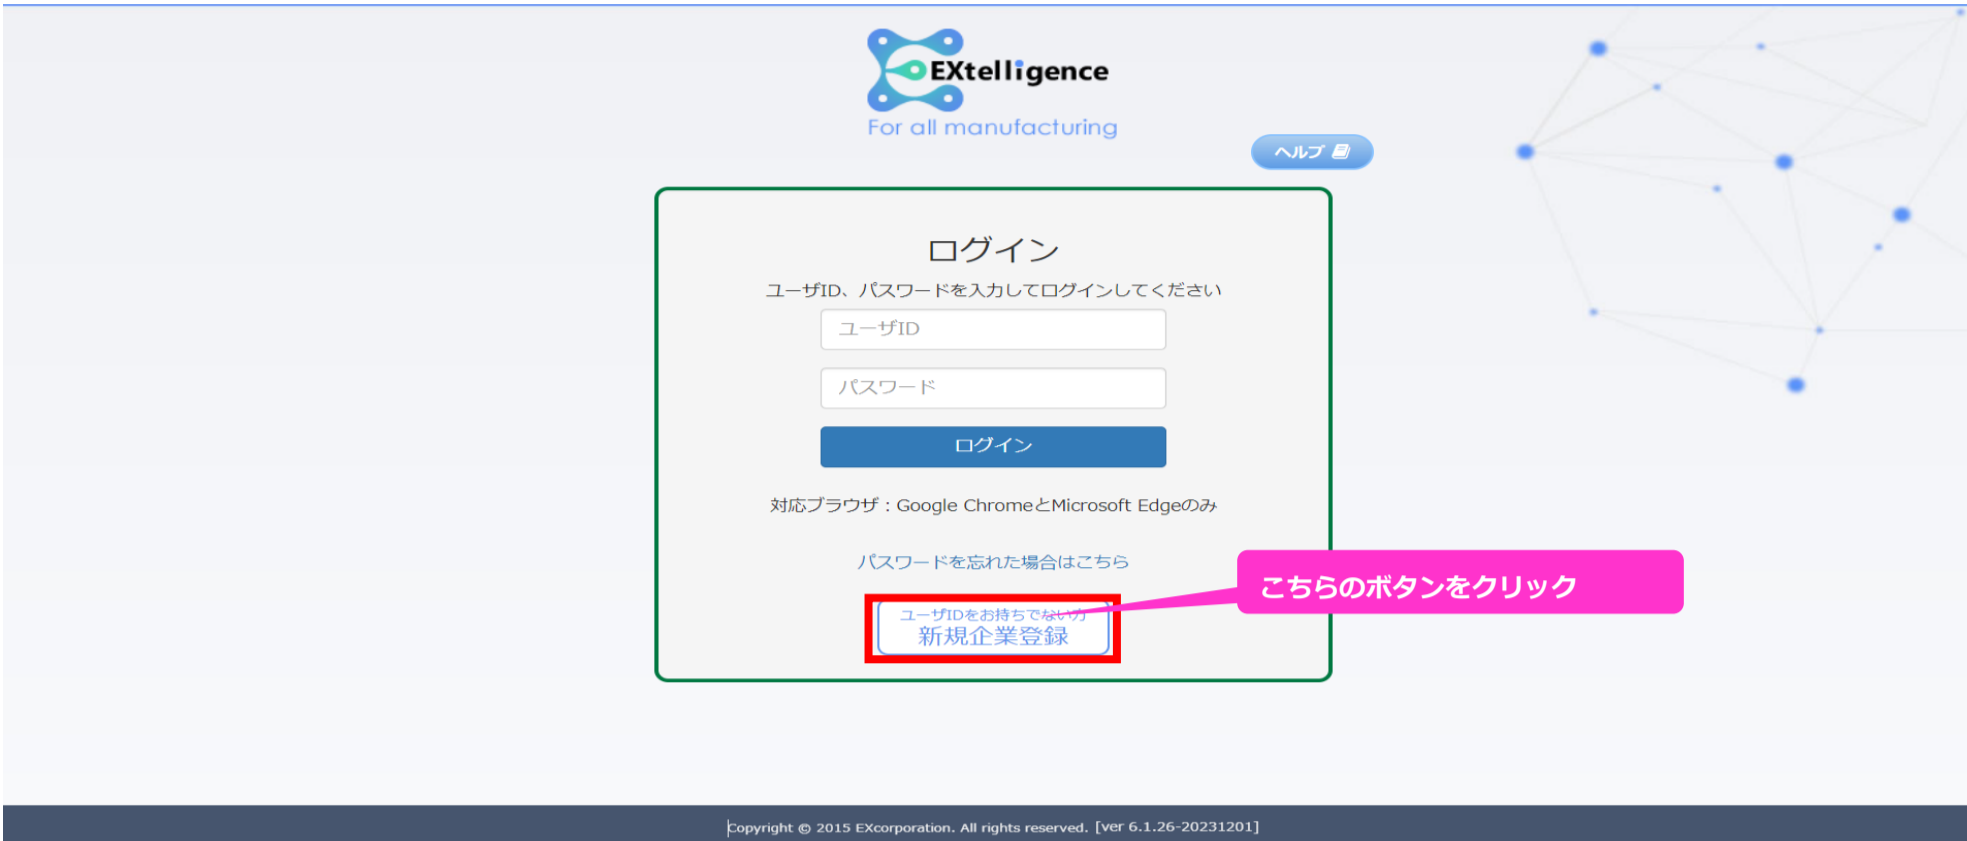 EXtelligence
For all manufacturing
ヘルプ
ログイン
ユーザID、パスワードを入力してログインしてください
ユーザID
パスワード
ログイン
対応ブラウザ：Google ChromeとMicrosoft Edgeのみ
パスワードを忘れた場合はこちら
こちらのボタンをクリック
ユーザIDをお持ちでない方
新規企業登録
Copyright © 2015 EXcorporation. All rights reserved. [ver 6.1.26-20231201]